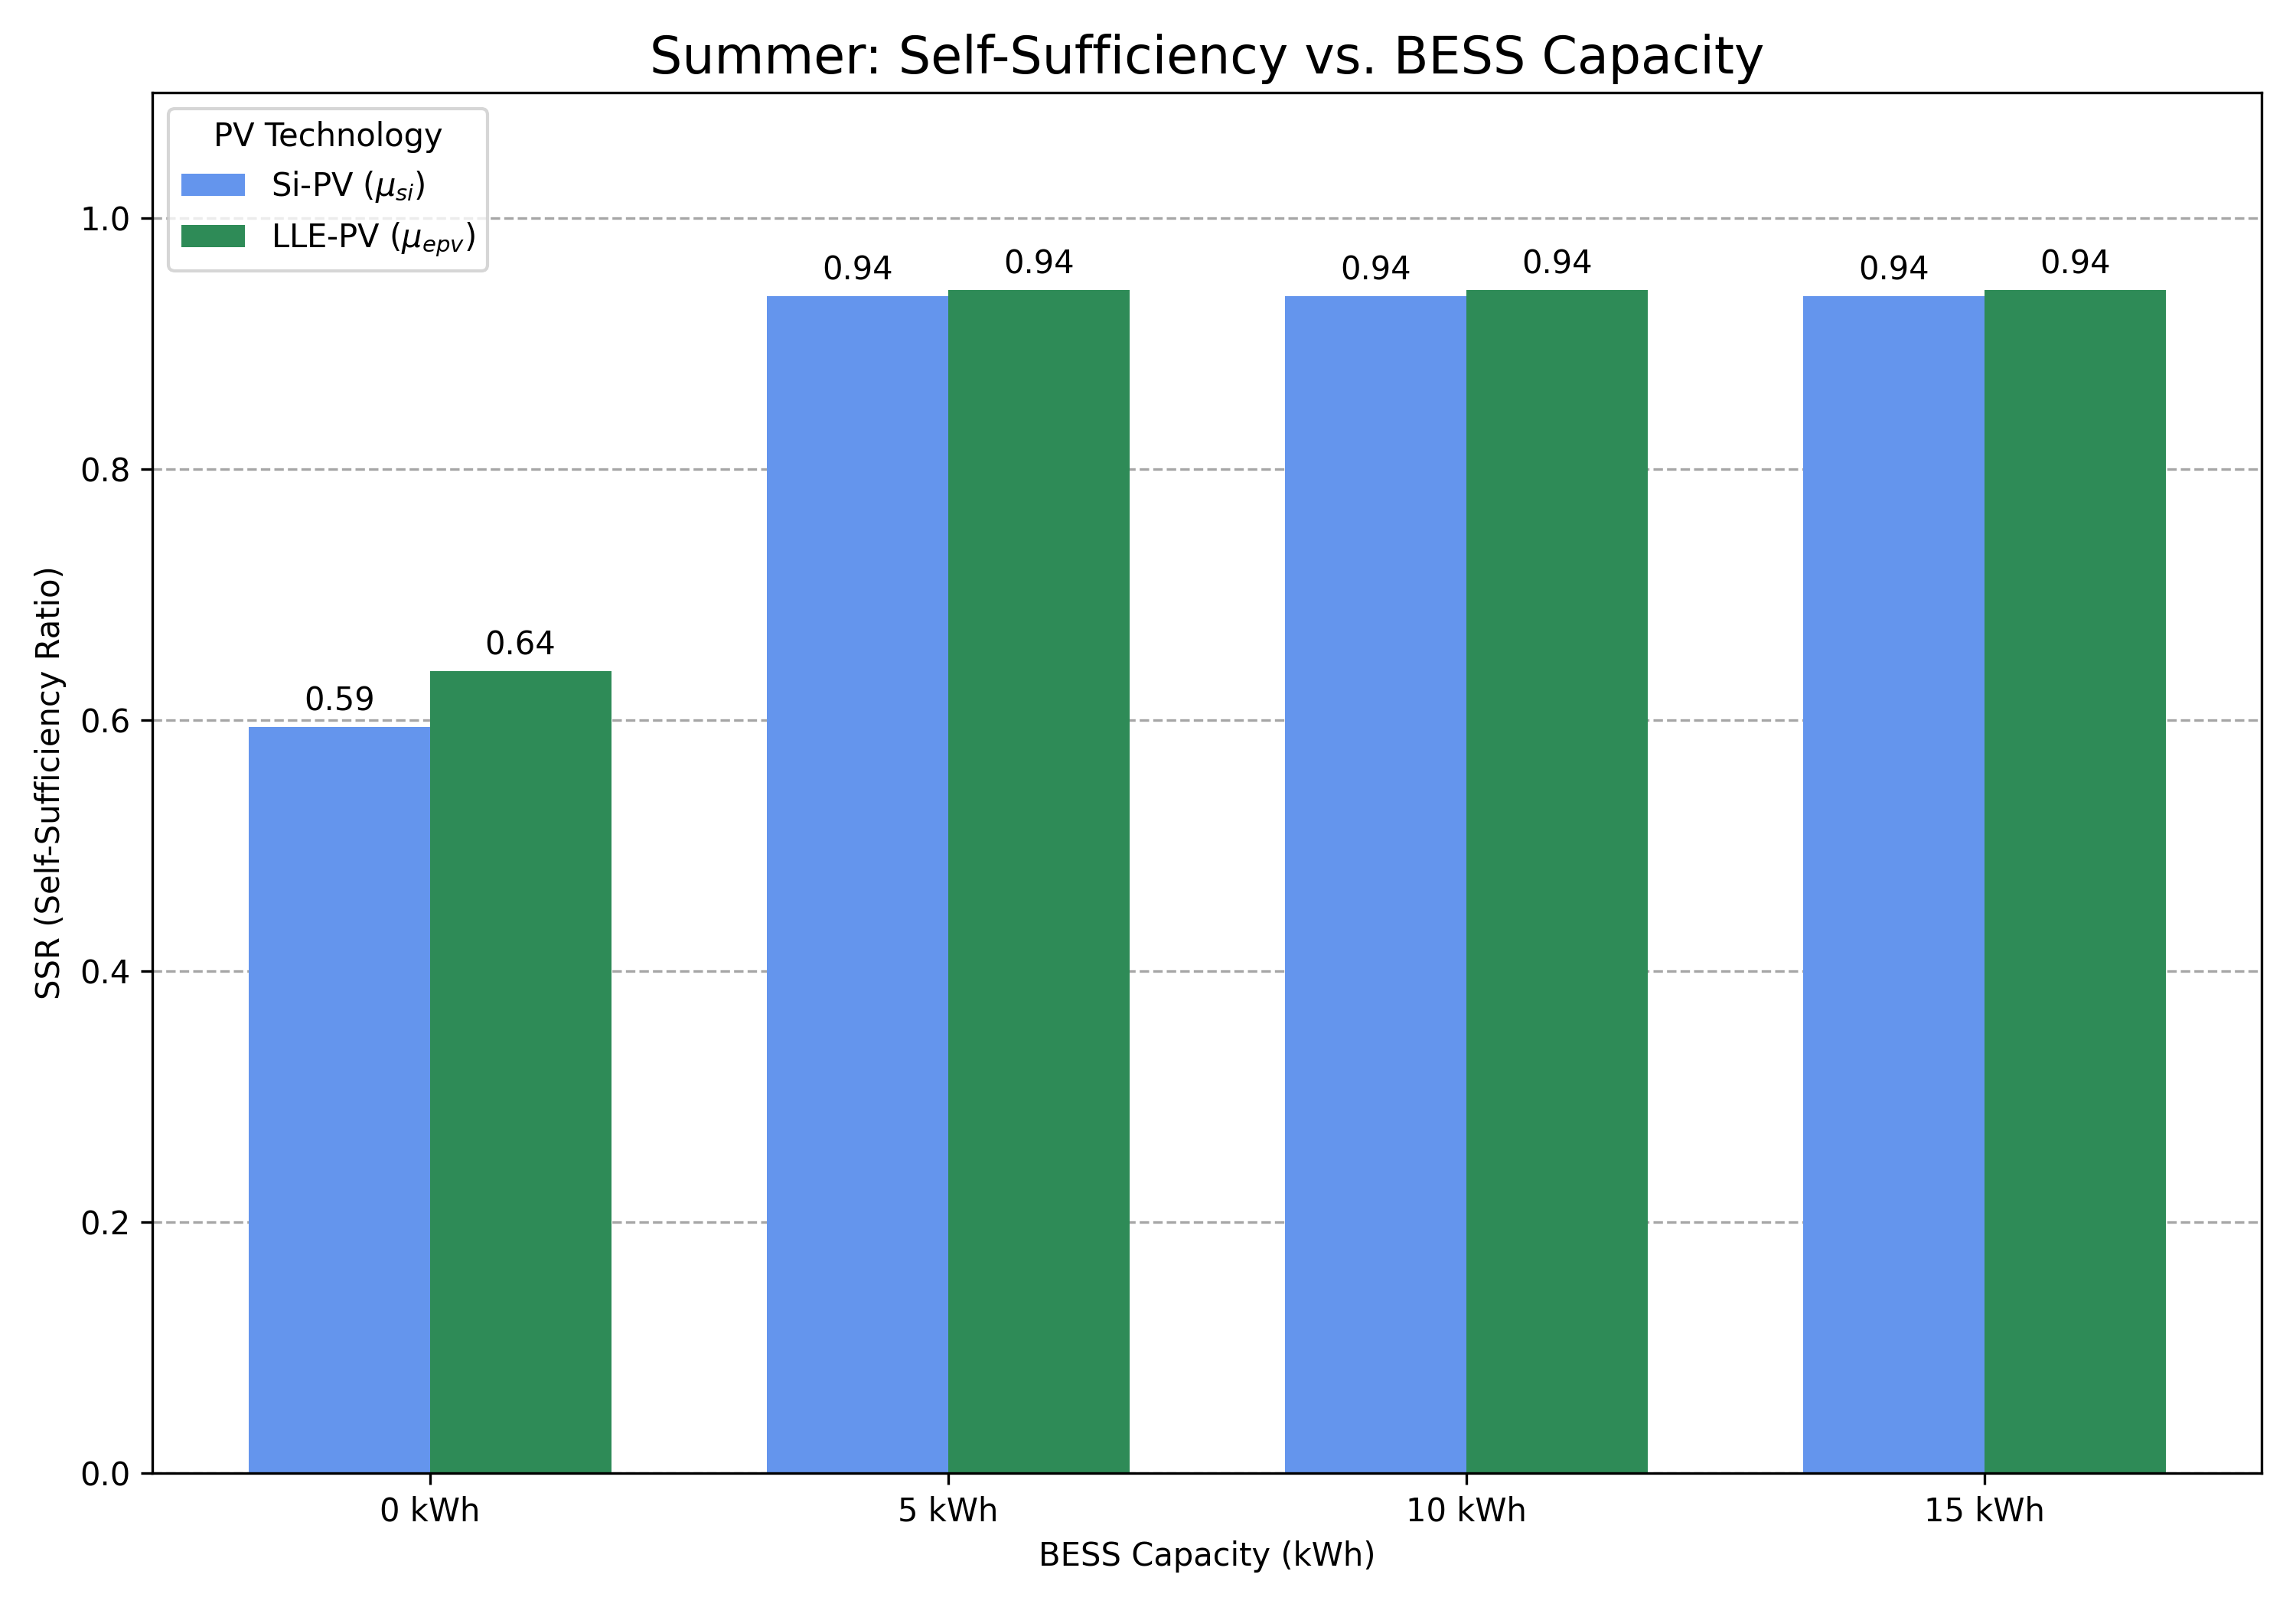 Summer: Self-Sufficiency vs. BESS Capacity
PV Technology
Si-PV (μsi)
LLE-PV (μepv)
1.0
0.8
0.6
0.4
0.2
0.0
SSR (Self-Sufficiency Ratio)
0.59
0.64
0.94
0.94
0.94
0.94
0.94
0.94
0 kWh
5 kWh
10 kWh
15 kWh
BESS Capacity (kWh)